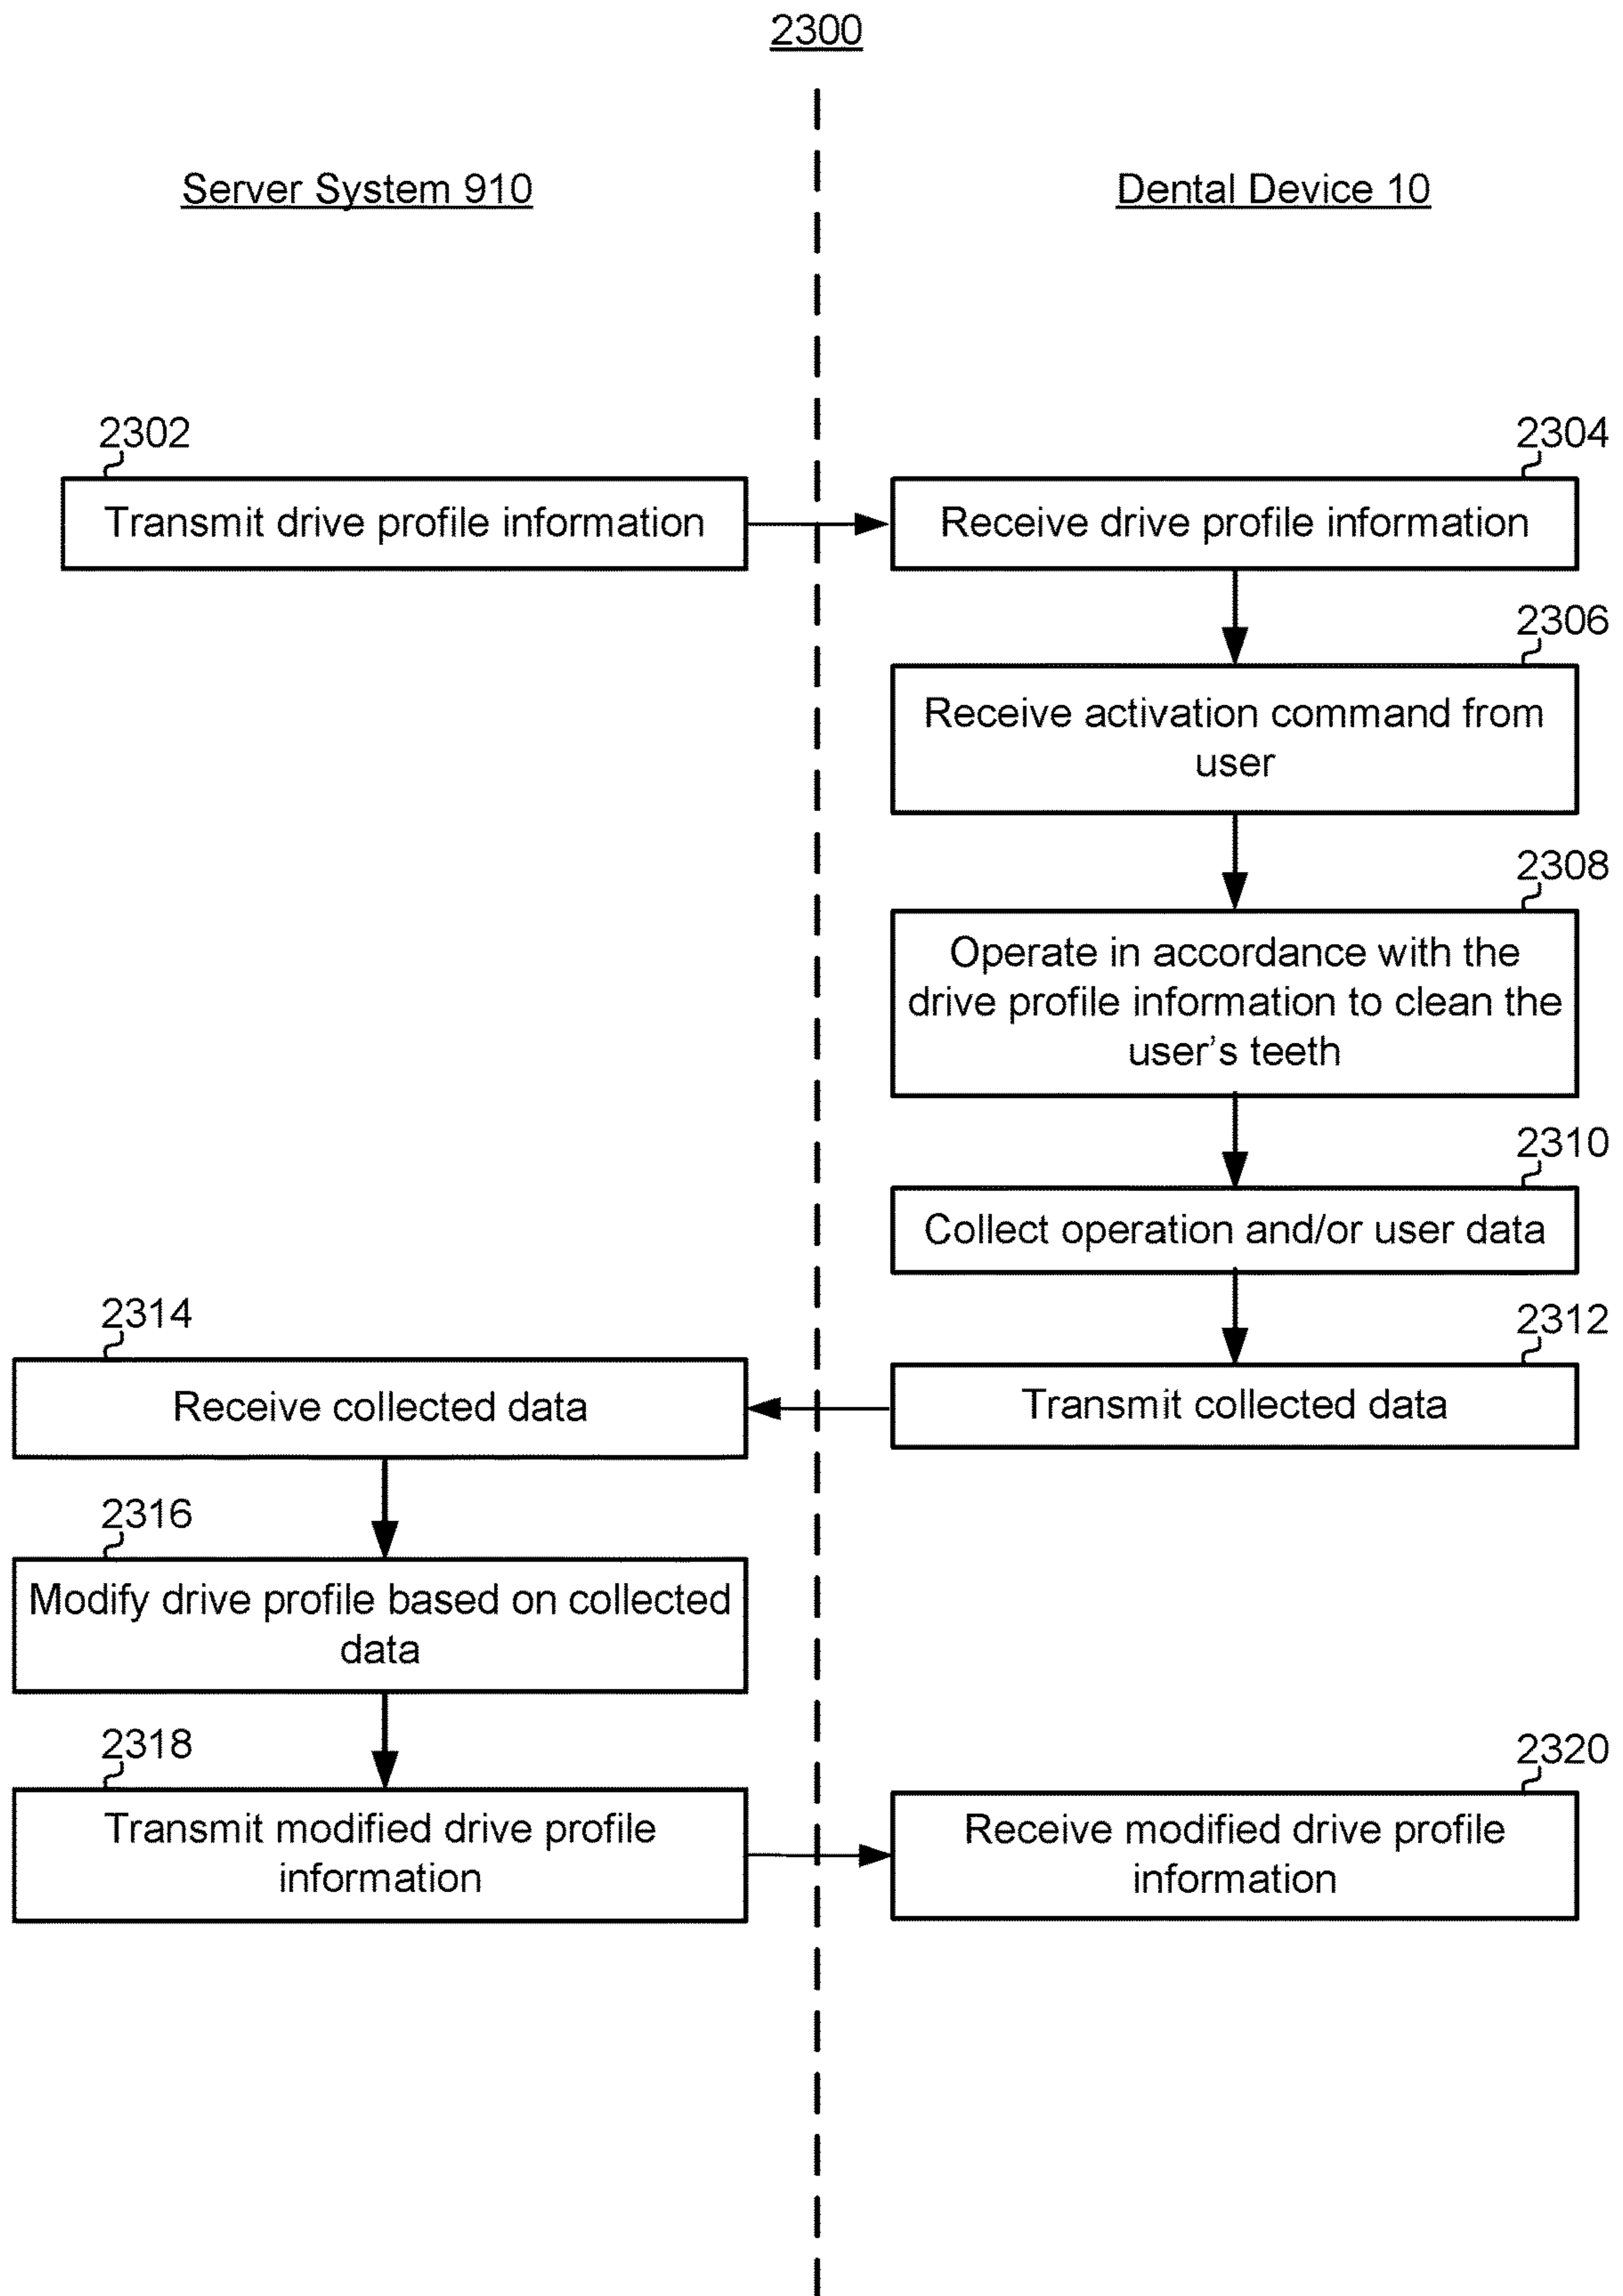 2300
Server System 910
Dental Device 10
2302
Transmit drive profile information
2304
Receive drive profile information
2306
Receive activation command from
user
2308
Operate in accordance with the
drive profile information to clean the
user's teeth
2310
Collect operation and/or user data
2312
Transmit collected data
2314
Receive collected data
2316
Modify drive profile based on collected
data
2318
Transmit modified drive profile
information
2320
Receive modified drive profile
information